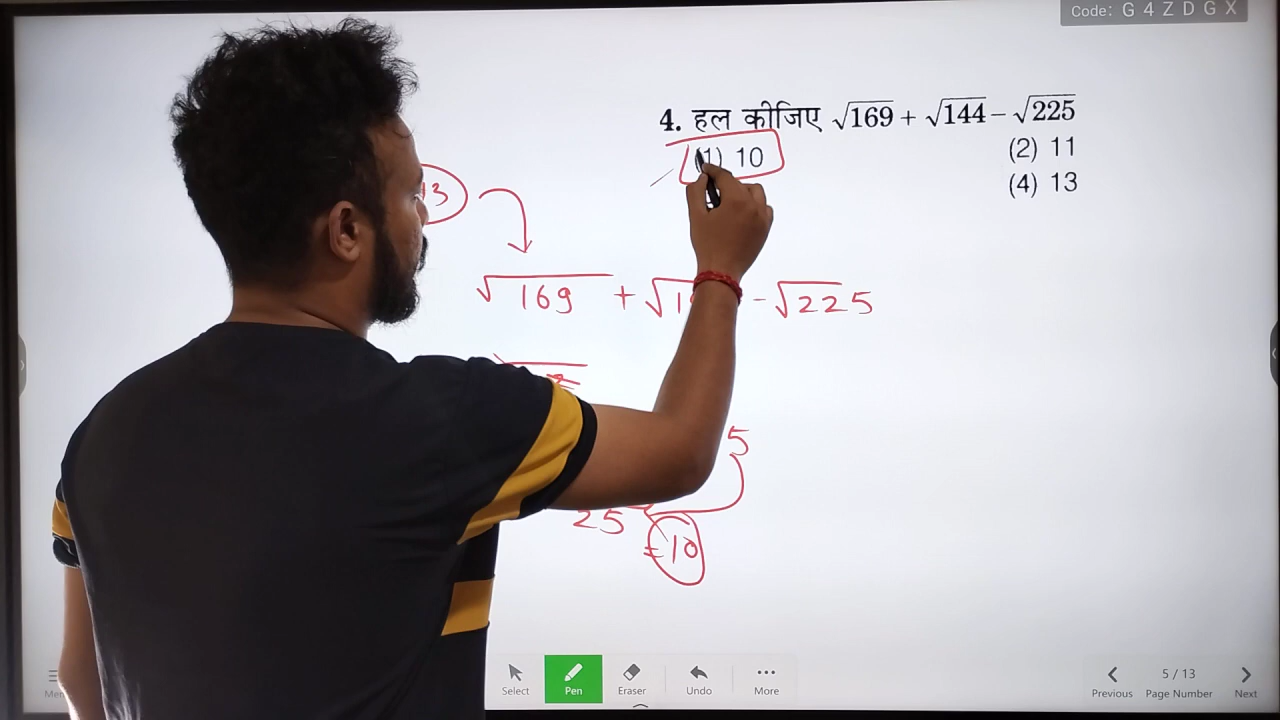 Code: G 4 Z D G X
4. हल कीजिए √169 + √144 − √225
(1) 10
(2) 11
(4) 13
13
√169 + √1 - √225
5
25
= 10
Select
Pen
Eraser
Undo
More
5 / 13
Previous
Page Number
Next